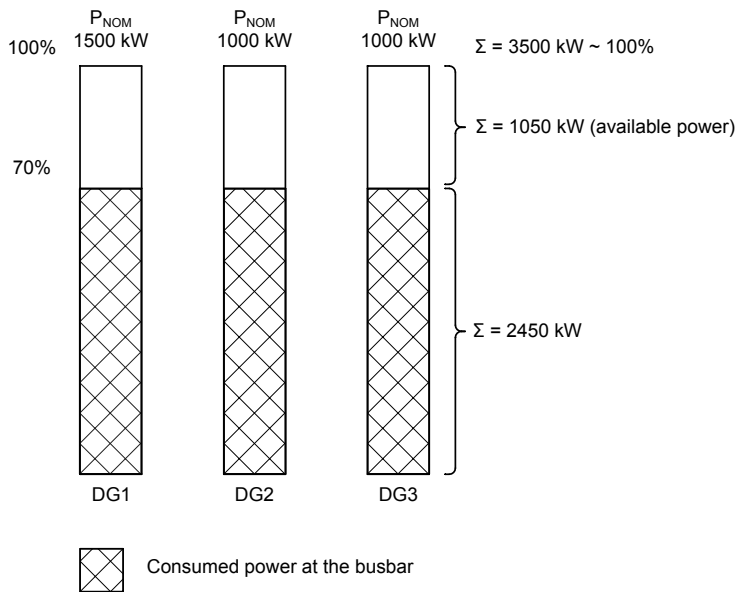 P_NOM P_NOM P_NOM
100% 1500 kW 1000 kW 1000 kW Σ = 3500 kW ~ 100%
Σ = 1050 kW (available power)
70%
Σ = 2450 kW
DG1 DG2 DG3
Consumed power at the busbar